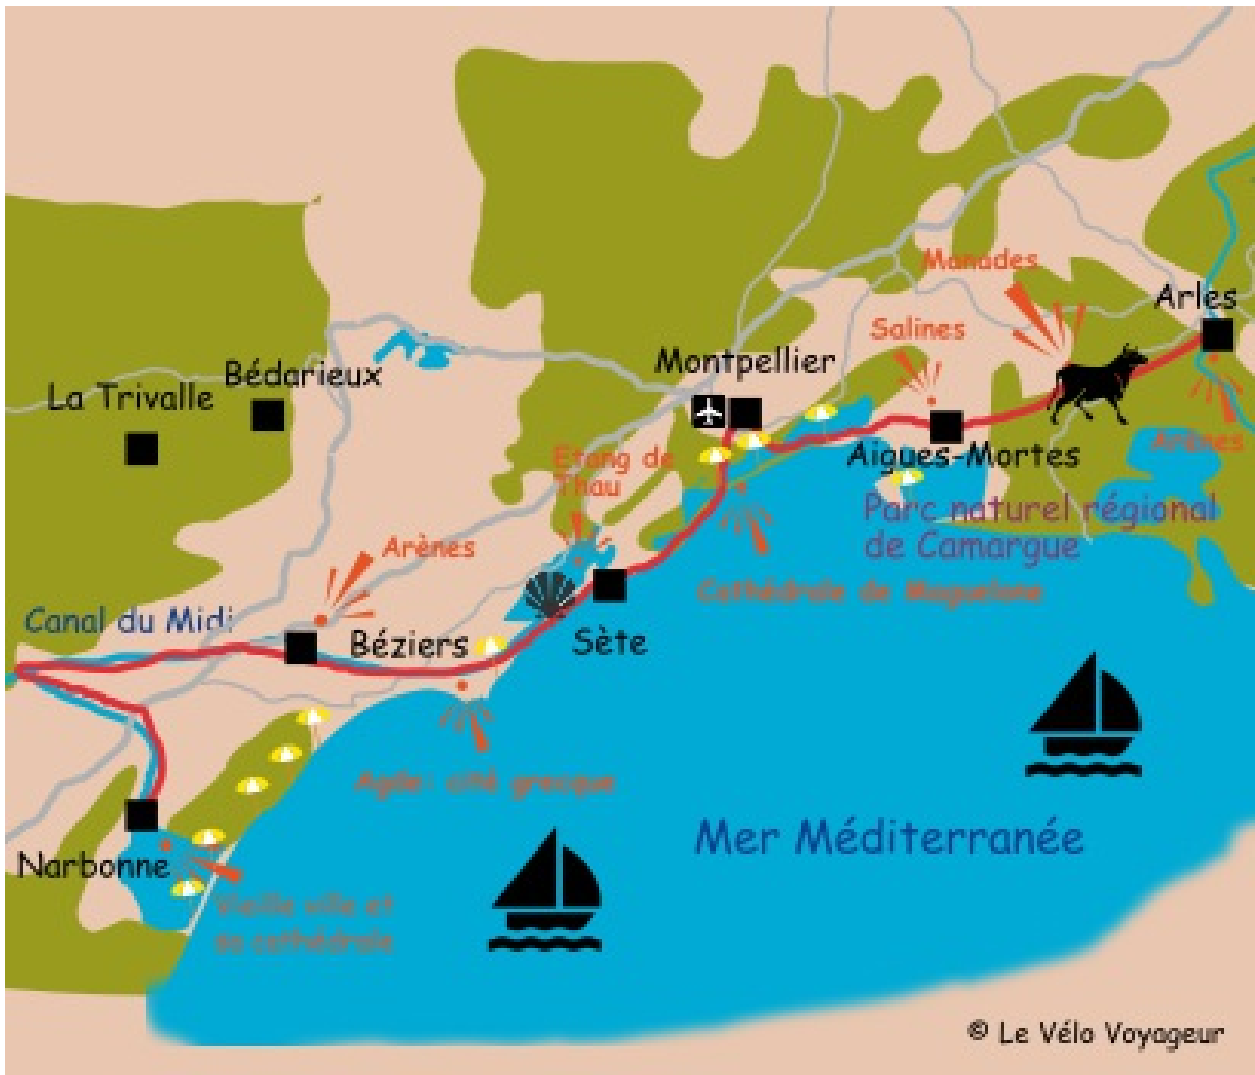 Manades
Arles
Salines
Montpellier
Bédarieux
La Trivalle
Arènes
Etang de
Thau
Aigues-Mortes
Parc naturel régional
de Camargue
Arènes
Cathédrale de Maguelone
Canal du Midi
Béziers
Sète
Agde: cité grecque
Mer Méditerranée
Narbonne
Vieille ville et
sa cathédrale
© Le Vélo Voyageur